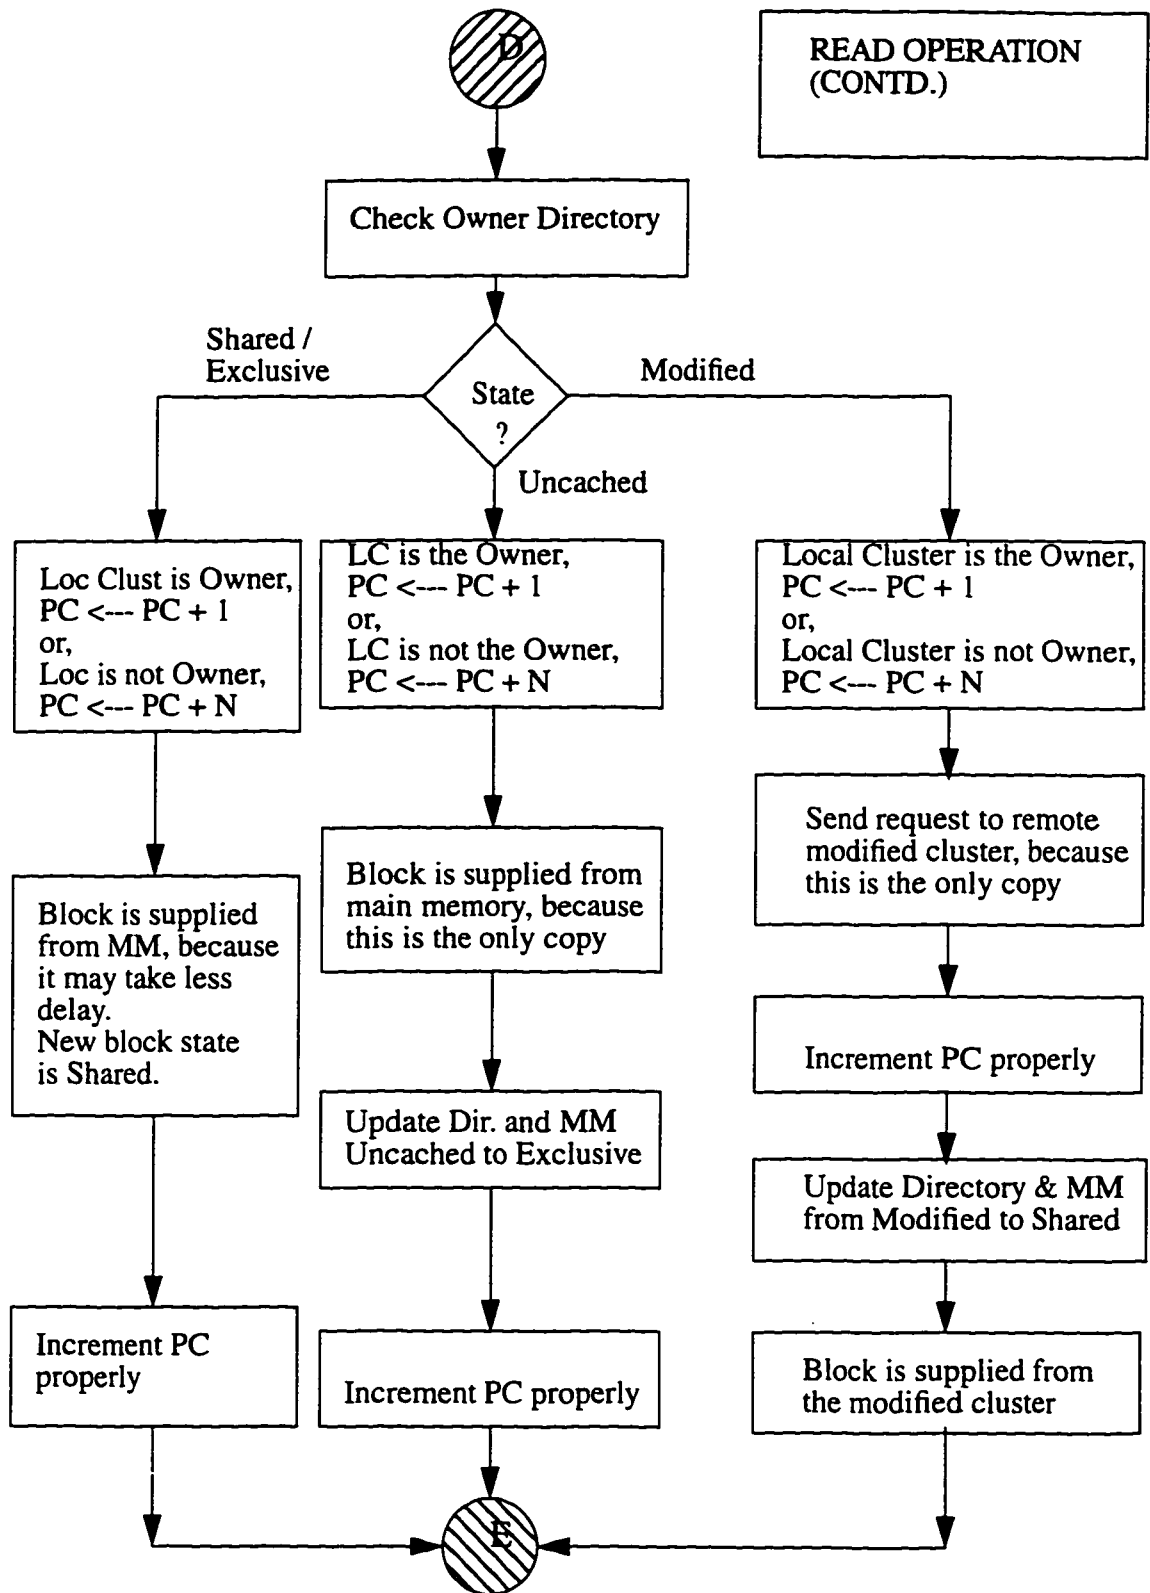 D
READ OPERATION
(CONTD.)
Check Owner Directory
Shared /
Exclusive
State
?
Modified
Uncached
Loc Clust is Owner,
PC <--- PC + 1
or,
Loc is not Owner,
PC <--- PC + N
LC is the Owner,
PC <--- PC + 1
or,
LC is not the Owner,
PC <--- PC + N
Local Cluster is the Owner,
PC <--- PC + 1
or,
Local Cluster is not Owner,
PC <--- PC + N
Block is supplied
from MM, because
it may take less
delay.
New block state
is Shared.
Block is supplied from
main memory, because
this is the only copy
Send request to remote
modified cluster, because
this is the only copy
Increment PC properly
Update Dir. and MM
Uncached to Exclusive
Update Directory & MM
from Modified to Shared
Increment PC
properly
Increment PC properly
Block is supplied from
the modified cluster
E